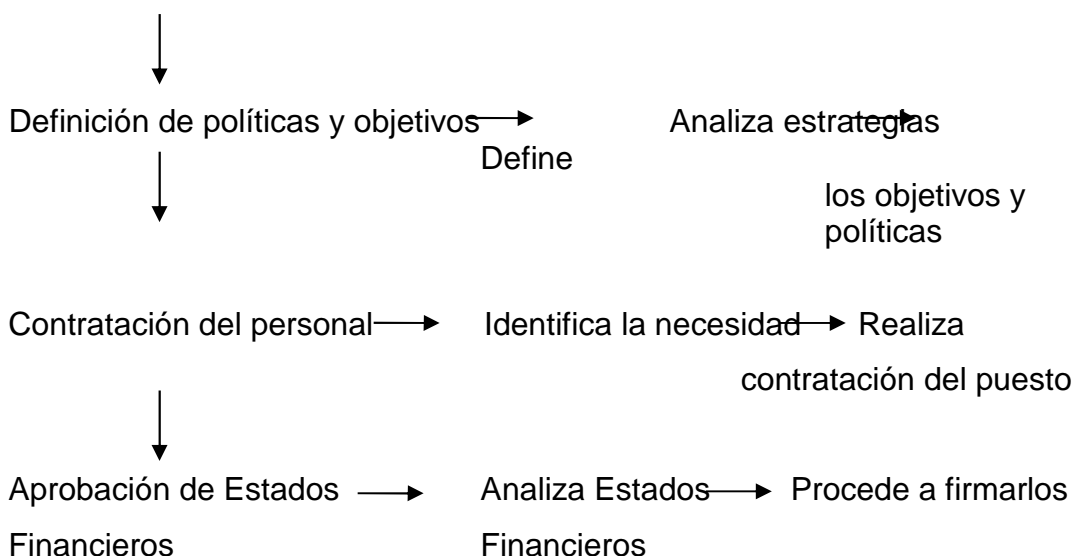 Definición de políticas y objetivos Analiza estrategias
Define
los objetivos y
políticas
Contratación del personal Identifica la necesidad Realiza
contratación del puesto
Aprobación de Estados Analiza Estados Procede a firmarlos
Financieros Financieros